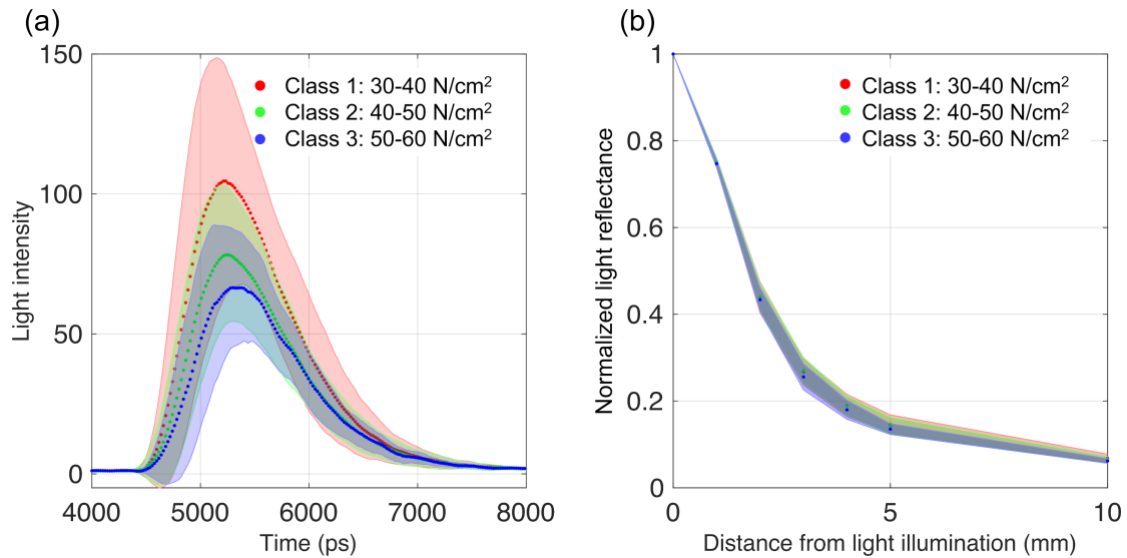 (a)
150
100
50
0
Light intensity
4000 5000 6000 7000 8000
Time (ps)
Class 1: 30-40 N/cm²
Class 2: 40-50 N/cm²
Class 3: 50-60 N/cm²
(b)
1
0.8
0.6
0.4
0.2
0
Normalized light reflectance
0 5 10
Distance from light illumination (mm)
Class 1: 30-40 N/cm²
Class 2: 40-50 N/cm²
Class 3: 50-60 N/cm²